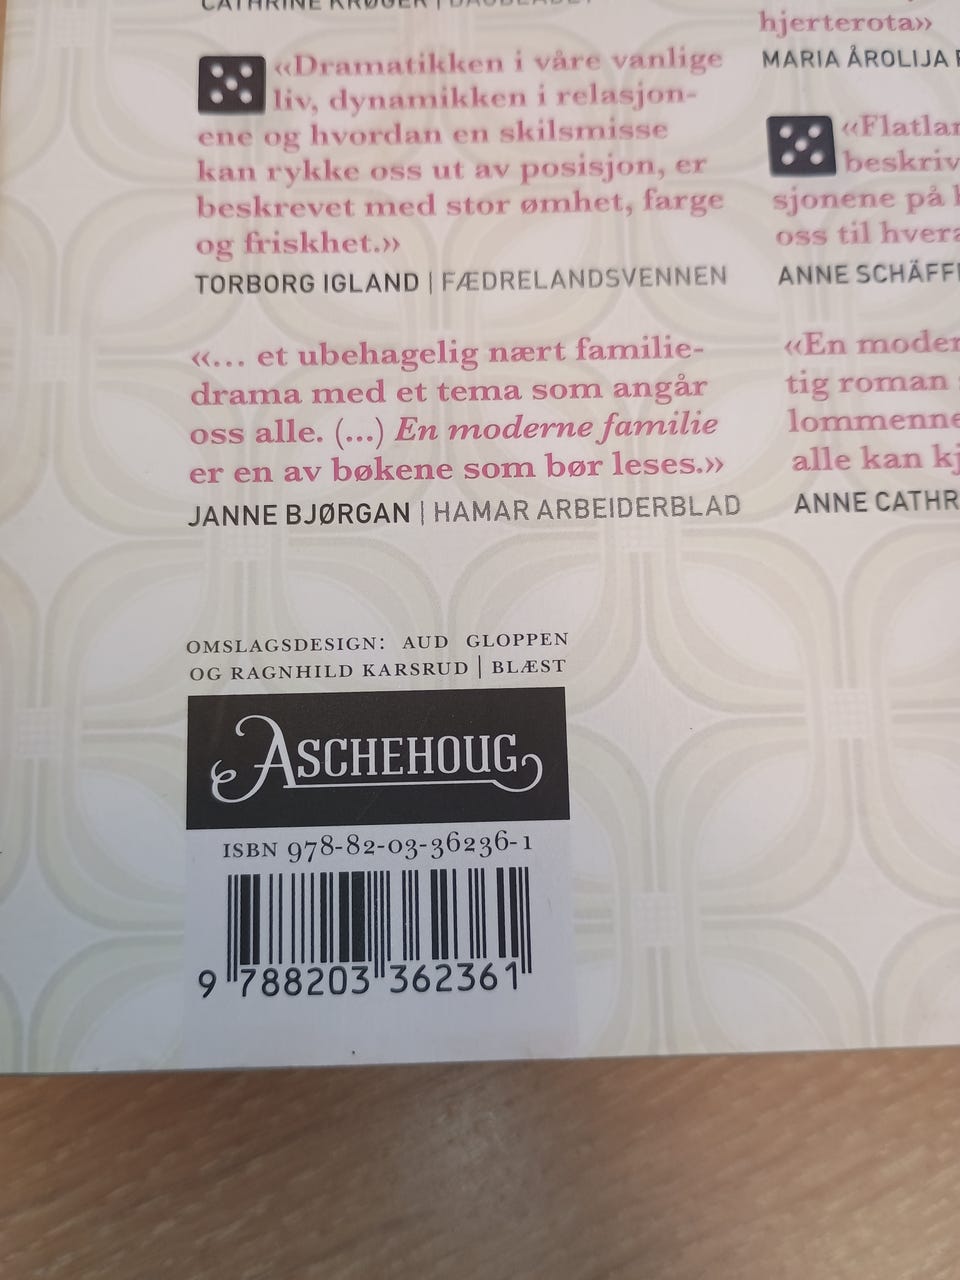 CATHRINE KRØGER | DAGBLADET
«Dramatikken i våre vanlige
liv, dynamikken i relasjon-
ene og hvordan en skilsmisse
kan rykke oss ut av posisjon, er
beskrevet med stor ømhet, farge
og friskhet.»
TORBORG IGLAND | FÆDRELANDSVENNEN
«... et ubehagelig nært familie-
drama med et tema som angår
oss alle. (...) En moderne familie
er en av bøkene som bør leses.»
JANNE BJØRGAN | HAMAR ARBEIDERBLAD
hjerterota»
MARIA ÅROLIJA
«Flatlan
beskriv
sjonene på
oss til hvera
ANNE SCHÄFF
«En moder
tig roman
lommenne
alle kan kj
ANNE CATHR
OMSLAGSDESIGN: AUD GLOPPEN
OG RAGNHILD KARSRUD | BLÆST
ASCHEHOUG
ISBN 978-82-03-36236-1
9 788203 362361